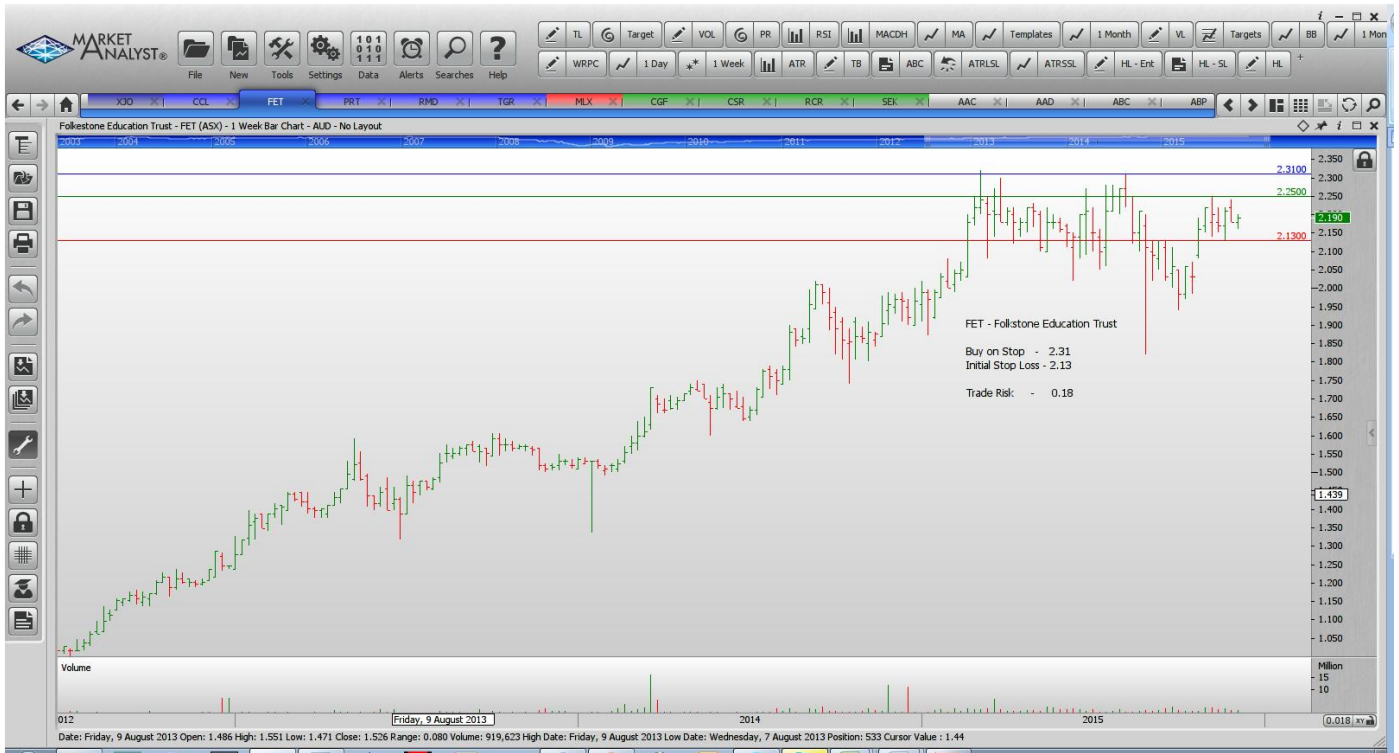 i
MARKET ANALYST®
File New Tools Settings Data Alerts Searches Help
TL Target VOL PR RSI MACDH MA Templates 1 Month VL Targets BB 1 Mon
WRPC 1 Day 1 Week ATR TB ABC ATRLSL ATRSSL HL - Ent HL - SL HL +
XJO CCL FET PRT RMD TGR MLX CGF CSR RCR SEK AAC AAD ABC ABP
Folkestone Education Trust - FET (ASX) - 1 Week Bar Chart - AUD - No Layout
2003 2004 2005 2006 2007 2008 2009 2010 2011 2012 2013 2014 2015
2.350
2.3100
2.300
2.2500
2.250
2.190
2.150
2.1300
2.100
2.050
2.000
1.950
1.900
1.850
1.800
1.750
1.700
1.650
1.600
1.550
1.500
1.439
1.400
1.350
1.300
1.250
1.200
1.150
1.100
1.050
FET - Folkstone Education Trust
Buy on Stop - 2.31
Initial Stop Loss - 2.13
Trade Risk - 0.18
Volume
Million
15
10
012 Friday, 9 August 2013 2014 2015 0.018 XY
Date: Friday, 9 August 2013 Open: 1.486 High: 1.551 Low: 1.471 Close: 1.526 Range: 0.080 Volume: 919,623 High Date: Friday, 9 August 2013 Low Date: Wednesday, 7 August 2013 Position: 533 Cursor Value : 1.44